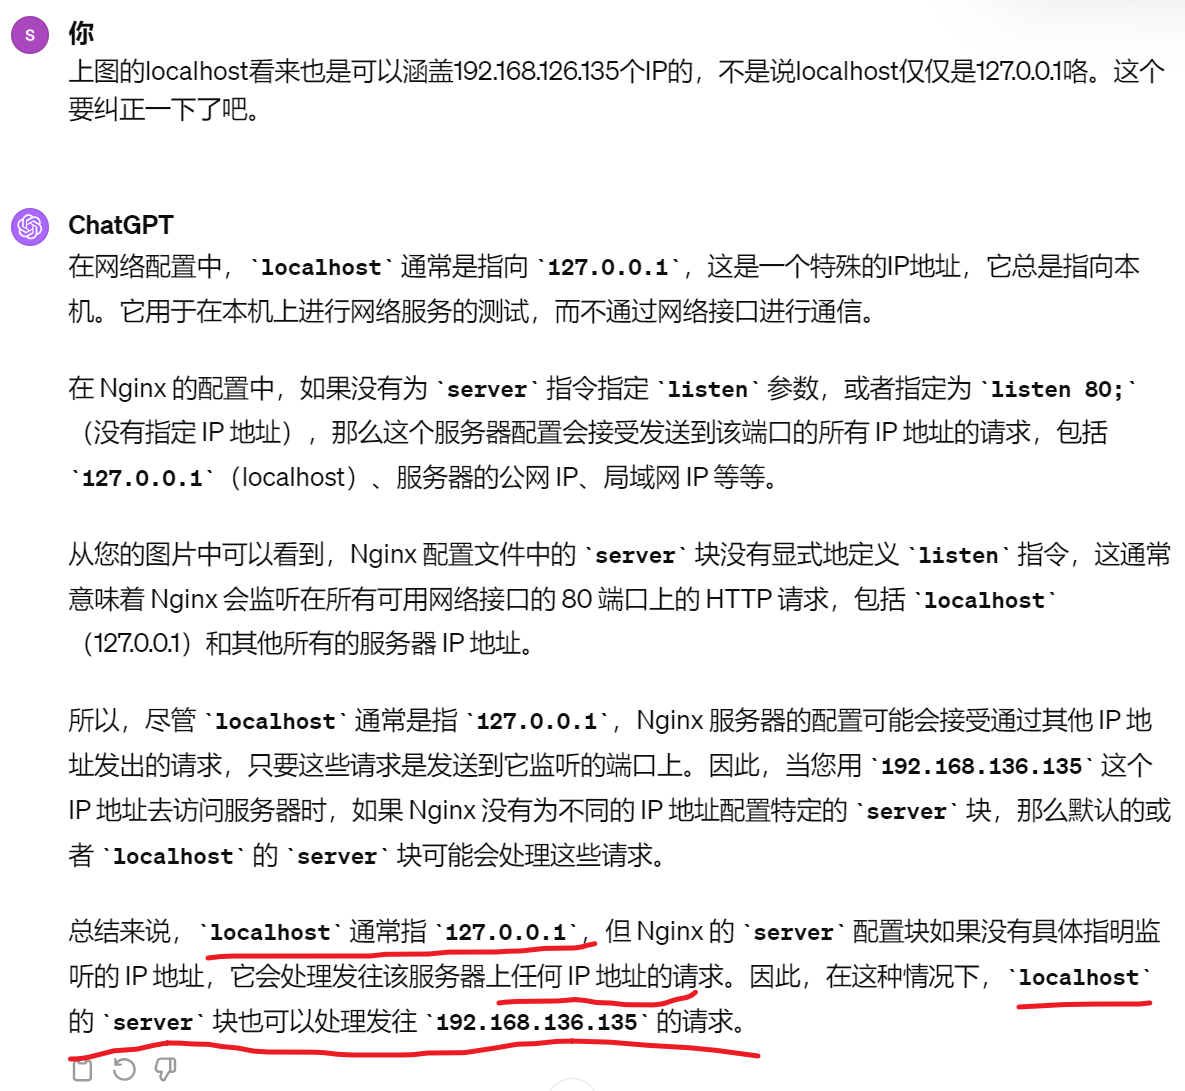 S
你
上图的localhost看来也是可以涵盖192.168.126.135个IP的，不是说localhost仅仅是127.0.0.1咯。这个
要纠正一下了吧。
ChatGPT
在网络配置中，`localhost` 通常是指向 `127.0.0.1`，这是一个特殊的IP地址，它总是指向本
机。它用于在本机上进行网络服务的测试，而不通过网络接口进行通信。
在 Nginx 的配置中，如果没有为 `server` 指令指定 `listen` 参数，或者指定为 `listen 80;`
（没有指定 IP 地址），那么这个服务器配置会接受发送到该端口的所有 IP 地址的请求，包括
`127.0.0.1`（localhost）、服务器的公网 IP、局域网 IP 等等。
从您的图片中可以看到，Nginx 配置文件中的 `server` 块没有显式地定义 `listen` 指令，这通常
意味着 Nginx 会监听在所有可用网络接口的 80 端口上的 HTTP 请求，包括 `localhost`
（127.0.0.1）和其他所有的服务器 IP 地址。
所以，尽管 `localhost` 通常是指 `127.0.0.1`，Nginx 服务器的配置可能会接受通过其他 IP 地
址发出的请求，只要这些请求是发送到它监听的端口上。因此，当您用 `192.168.136.135` 这个
IP 地址去访问服务器时，如果 Nginx 没有为不同的 IP 地址配置特定的 `server` 块，那么默认的或
者 `localhost` 的 `server` 块可能会处理这些请求。
总结来说，`localhost` 通常指 `127.0.0.1`，但 Nginx 的 `server` 配置块如果没有具体指明监
听的 IP 地址，它会处理发往该服务器上任何 IP 地址的请求。因此，在这种情况下，`localhost`
的 `server` 块也可以处理发往 `192.168.136.135` 的请求。